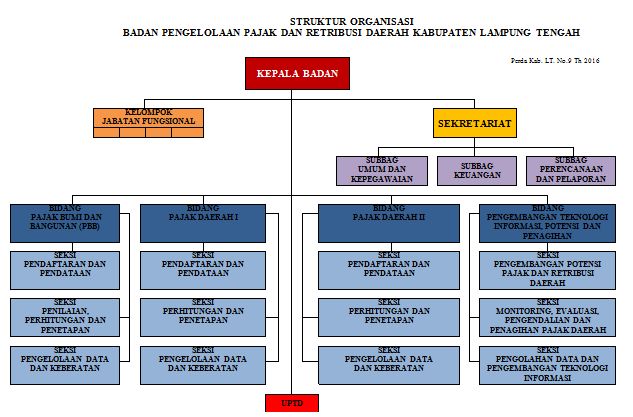 STRUKTUR ORGANISASI
BADAN PENGELOLAAN PAJAK DAN RETRIBUSI DAERAH KABUPATEN LAMPUNG TENGAH
Perda Kab. LT. No.9 Th 2016
KEPALA BADAN
KELOMPOK
JABATAN FUNGSIONAL
SEKRETARIAT
SUBBAG
UMUM DAN
KEPEGAWAIAN
SUBBAG
KEUANGAN
SUBBAG
PERENCANAAN
DAN PELAPORAN
BIDANG
PAJAK BUMI DAN
BANGUNAN (PBB)
BIDANG
PAJAK DAERAH I
BIDANG
PAJAK DAERAH II
BIDANG
PENGEMBANGAN TEKNOLOGI
INFORMASI, POTENSI DAN
PENAGIHAN
SEKSI
PENDAFTARAN DAN
PENDATAAN
SEKSI
PENDAFTARAN DAN
PENDATAAN
SEKSI
PENDAFTARAN DAN
PENDATAAN
SEKSI
PENGEMBANGAN POTENSI
PAJAK DAN RETRIBUSI
DAERAH
SEKSI
PENILAIAN,
PERHITUNGAN DAN
PENETAPAN
SEKSI
PERHITUNGAN DAN
PENETAPAN
SEKSI
PERHITUNGAN DAN
PENETAPAN
SEKSI
MONITORING, EVALUASI,
PENGENDALIAN DAN
PENAGIHAN PAJAK DAERAH
SEKSI
PENGELOLAAN DATA
DAN KEBERATAN
SEKSI
PENGELOLAAN DATA
DAN KEBERATAN
SEKSI
PENGELOLAAN DATA
DAN KEBERATAN
SEKSI
PENGOLAHAN DATA DAN
PENGEMBANGAN TEKNOLOGI
INFORMASI
UPTD